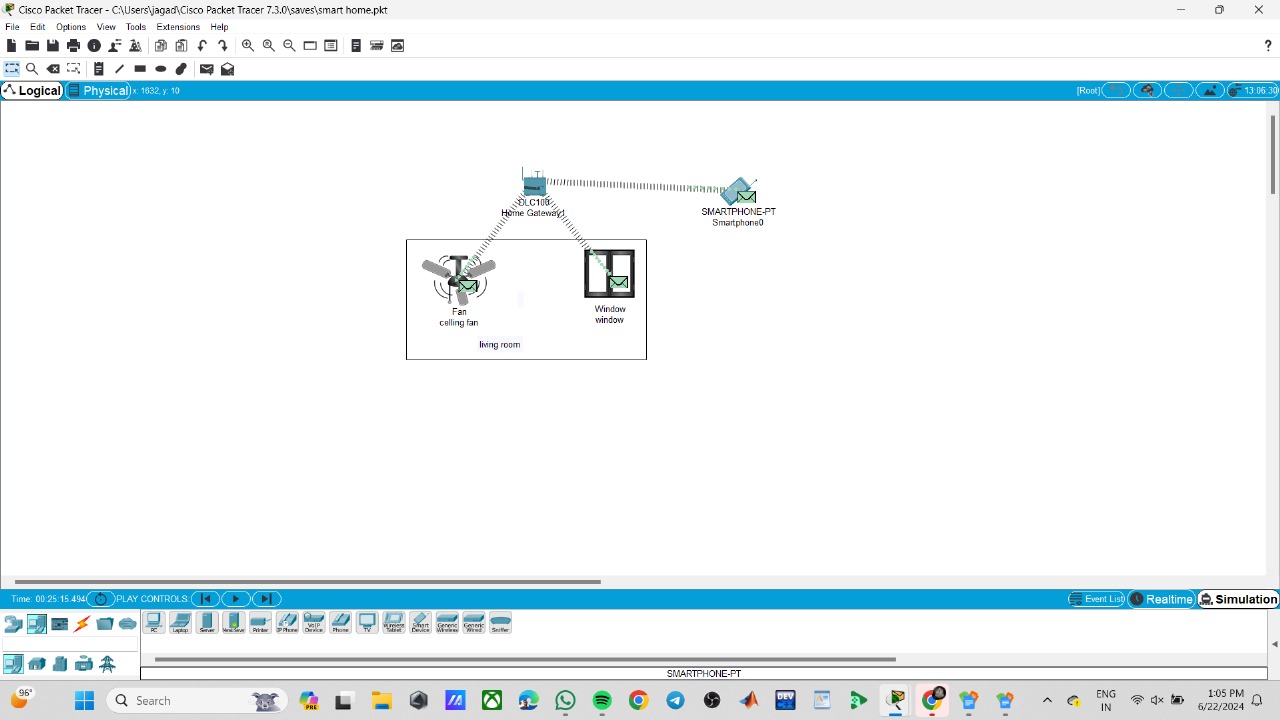 Cisco Packet Tracer - C:\Users\jagad\Cisco Packet Tracer 7.3.0\saves\smart home.pkt
File Edit Options View Tools Extensions Help
Logical Physical x: 1632, y: 10 [Root] 13:06:30
DLC100
Home Gateway
SMARTPHONE-PT
Smartphone0
Fan
celling fan
Window
window
living room
Time: 00:25:15.494 PLAY CONTROLS: Event List Realtime Simulation
PC Laptop Server Printer IP Phone VoIP Device Phone TV Wireless Tablet Smart Device Generic Wireless Generic Wired Sniffer
SMARTPHONE-PT
96°
Search
PRE
DEV
ENG
IN
1:05 PM
6/22/2024